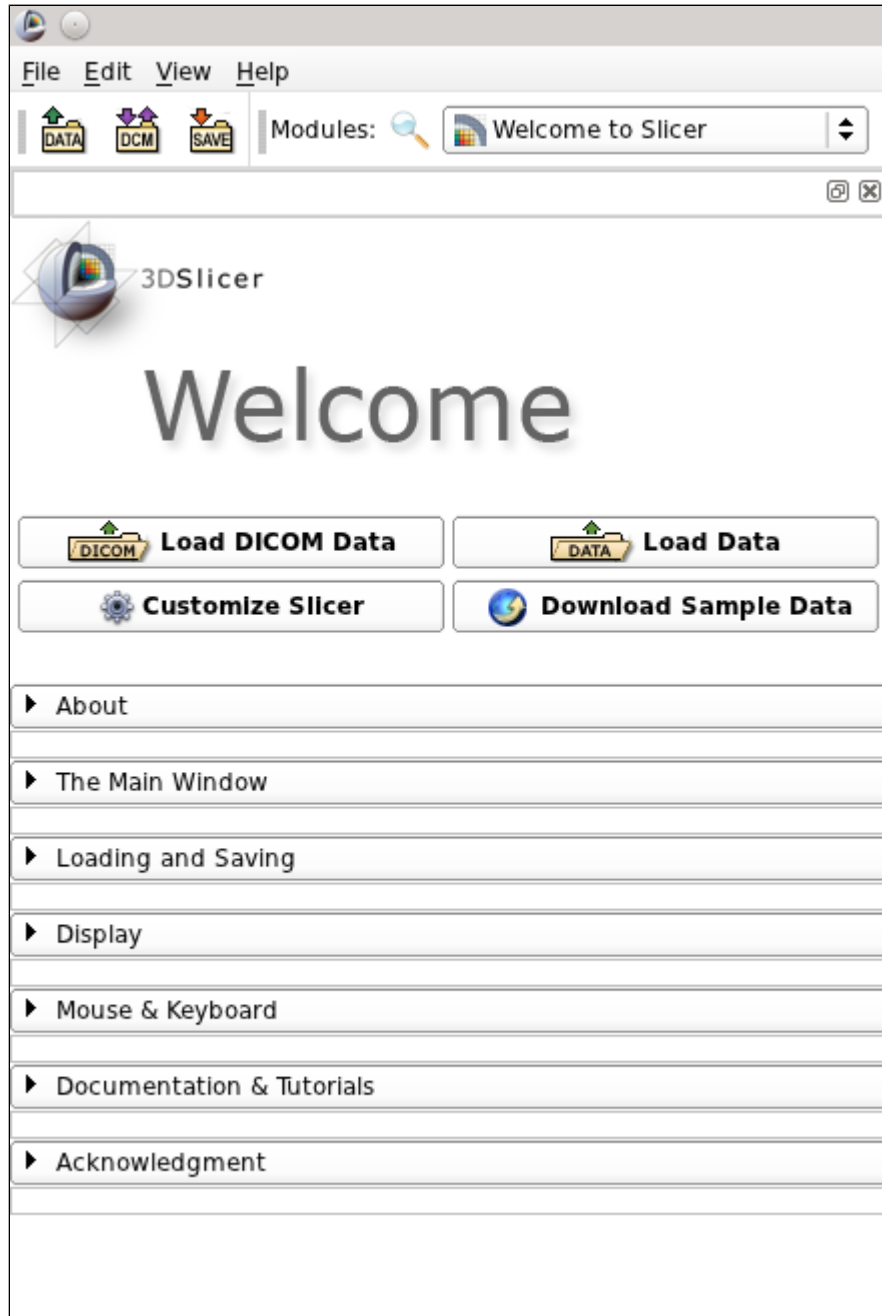 File Edit View Help
DATA DCM SAVE Modules: Welcome to Slicer
3DSlicer
Welcome
DICOM Load DICOM Data DATA Load Data
Customize Slicer Download Sample Data
About
The Main Window
Loading and Saving
Display
Mouse & Keyboard
Documentation & Tutorials
Acknowledgment